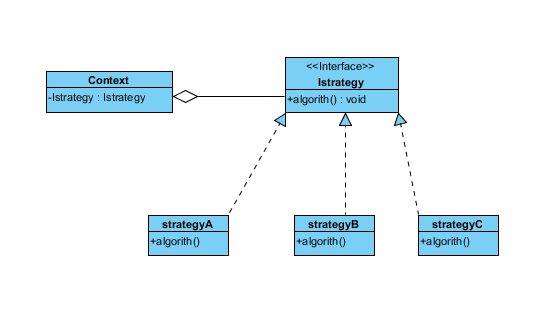 Context
-Istrategy : Istrategy
<<Interface>>
Istrategy
+algorith() : void
strategyA
+algorith()
strategyB
+algorith()
strategyC
+algorith()